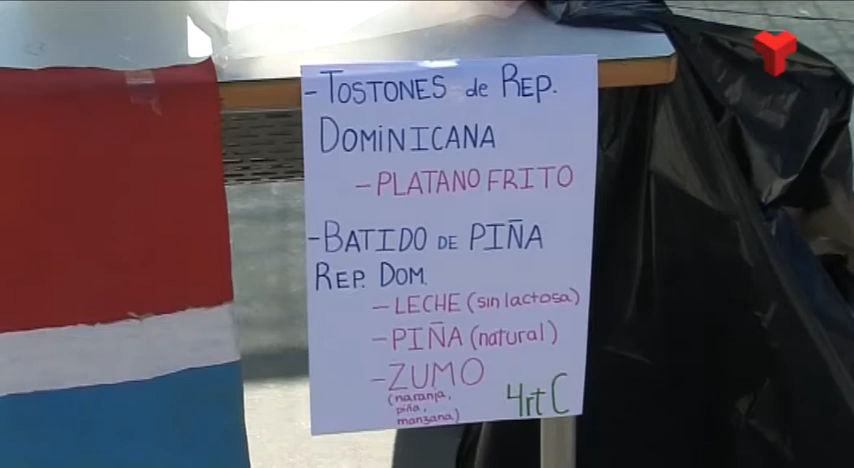 - TOSTONES de REP.
DOMiNICANA
- PLATANO FRITO
- BATIDO DE PIÑA
REP. DOM.
- LECHE (sin lactosa)
- PIÑA (natural)
- ZUMO
(naranja,
piña,
manzana)
4rt C